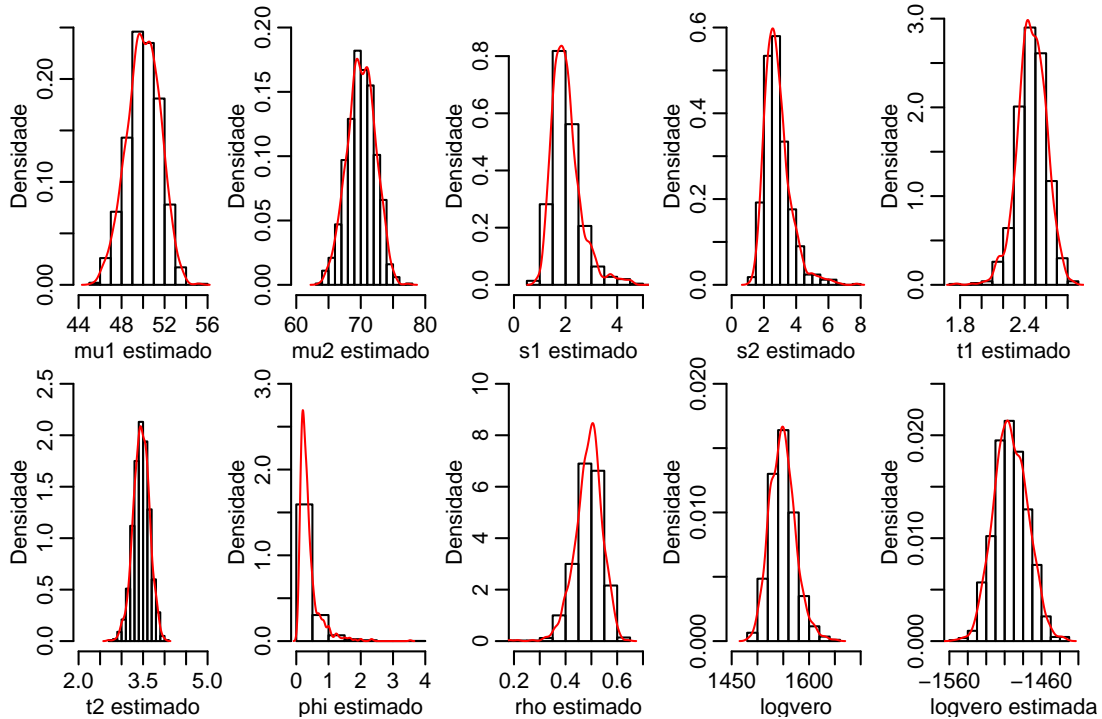 Densidade
0.00 0.10 0.20
44 48 52 56
mu1 estimado
Densidade
0.00 0.05 0.10 0.15 0.20
60 70 80
mu2 estimado
Densidade
0.0 0.2 0.4 0.6 0.8
0 2 4
s1 estimado
Densidade
0.0 0.2 0.4 0.6
0 2 4 6 8
s2 estimado
Densidade
0.0 1.0 2.0 3.0
1.8 2.4
t1 estimado
Densidade
0.0 0.5 1.0 1.5 2.0 2.5
2.0 3.5 5.0
t2 estimado
Densidade
0.0 1.0 2.0 3.0
0 1 2 3 4
phi estimado
Densidade
0 2 4 6 8 10
0.2 0.4 0.6
rho estimado
Densidade
0.000 0.010 0.020
1450 1600
logvero
Densidade
0.000 0.010 0.020
−1560 −1460
logvero estimada